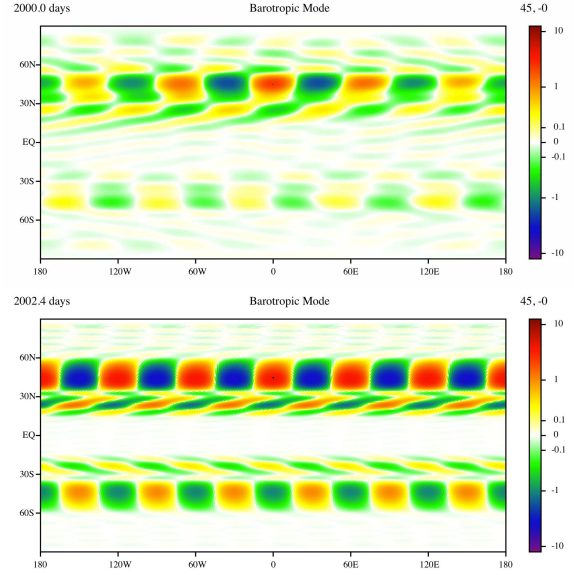 2000.0 days Barotropic Mode 45, -0
10
60N
1
30N
0.1
EQ 0
-0.1
30S
-1
60S
-10
180 120W 60W 0 60E 120E 180
2002.4 days Barotropic Mode 45, -0
10
60N
1
30N
0.1
EQ 0
-0.1
30S
-1
60S
-10
180 120W 60W 0 60E 120E 180